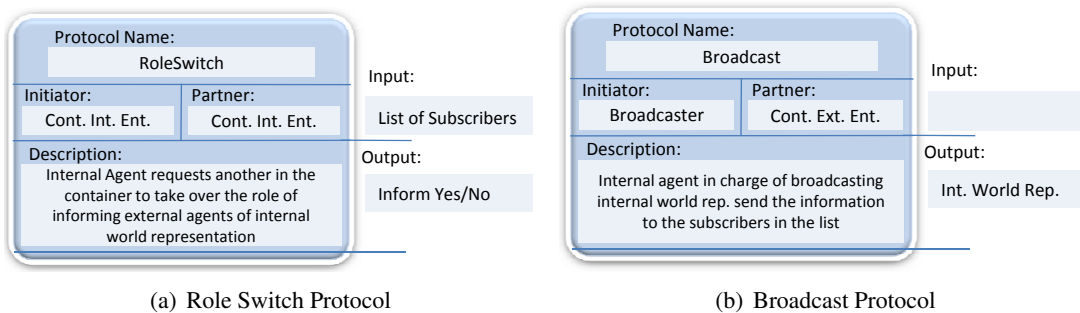 Protocol Name:
RoleSwitch
Initiator:
Cont. Int. Ent.
Partner:
Cont. Int. Ent.
Description:
Internal Agent requests another in the
container to take over the role of
informing external agents of internal
world representation
Input:
List of Subscribers
Output:
Inform Yes/No
(a) Role Switch Protocol
Protocol Name:
Broadcast
Initiator:
Broadcaster
Partner:
Cont. Ext. Ent.
Description:
Internal agent in charge of broadcasting
internal world rep. send the information
to the subscribers in the list
Input:
Output:
Int. World Rep.
(b) Broadcast Protocol